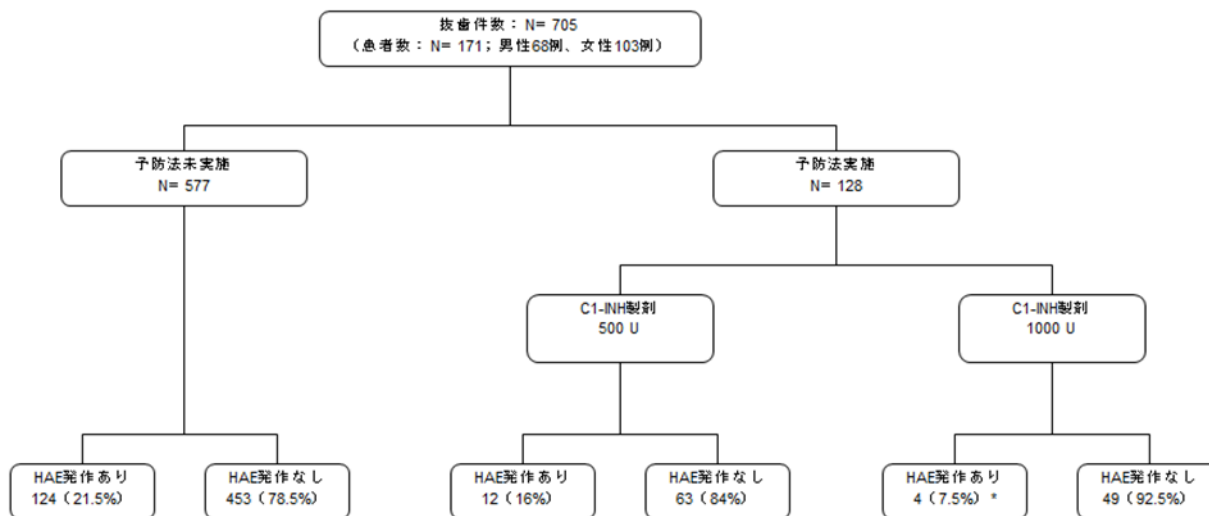 抜歯件数：N= 705
（患者数：N= 171；男性68例、女性103例）
予防法未実施
N= 577
予防法実施
N= 128
C1-INH製剤
500 U
C1-INH製剤
1000 U
HAE発作あり
124（21.5%）
HAE発作なし
453（78.5%）
HAE発作あり
12（16%）
HAE発作なし
63（84%）
HAE発作あり
4（7.5%）*
HAE発作なし
49（92.5%）